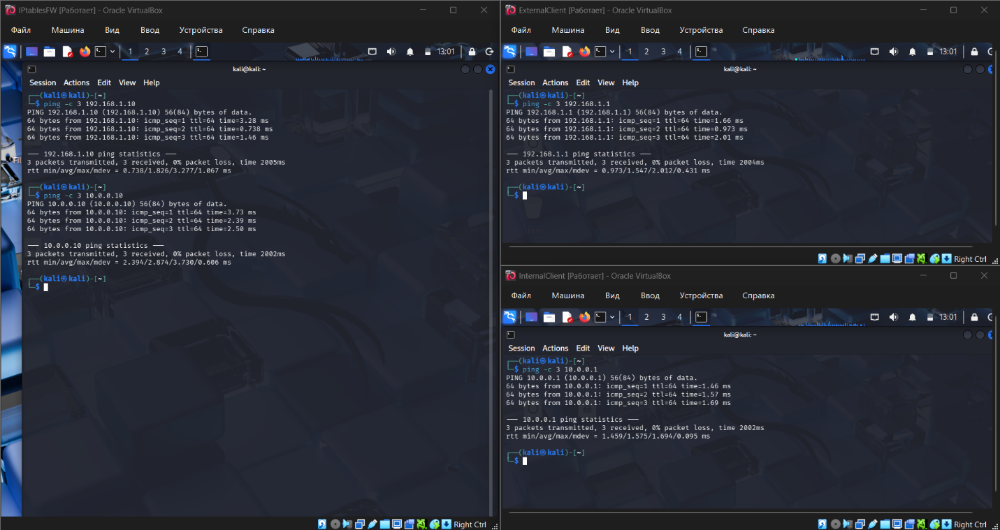 IPtablesFW [Работает] - Oracle VirtualBox
Файл Машина Вид Ввод Устройства Справка
1 2 3 4 13:01
kali@kali: ~
Session Actions Edit View Help
┌──(kali㉿kali)-[~]
└─$ ping -c 3 192.168.1.10
PING 192.168.1.10 (192.168.1.10) 56(84) bytes of data.
64 bytes from 192.168.1.10: icmp_seq=1 ttl=64 time=3.28 ms
64 bytes from 192.168.1.10: icmp_seq=2 ttl=64 time=0.738 ms
64 bytes from 192.168.1.10: icmp_seq=3 ttl=64 time=1.46 ms
--- 192.168.1.10 ping statistics ---
3 packets transmitted, 3 received, 0% packet loss, time 2005ms
rtt min/avg/max/mdev = 0.738/1.826/3.277/1.067 ms
┌──(kali㉿kali)-[~]
└─$ ping -c 3 10.0.0.10
PING 10.0.0.10 (10.0.0.10) 56(84) bytes of data.
64 bytes from 10.0.0.10: icmp_seq=1 ttl=64 time=3.73 ms
64 bytes from 10.0.0.10: icmp_seq=2 ttl=64 time=2.39 ms
64 bytes from 10.0.0.10: icmp_seq=3 ttl=64 time=2.50 ms
--- 10.0.0.10 ping statistics ---
3 packets transmitted, 3 received, 0% packet loss, time 2002ms
rtt min/avg/max/mdev = 2.394/2.874/3.730/0.606 ms
┌──(kali㉿kali)-[~]
└─$
Right Ctrl
ExternalClient [Работает] - Oracle VirtualBox
Файл Машина Вид Ввод Устройства Справка
1 2 3 4 13:01
kali@kali: ~
Session Actions Edit View Help
┌──(kali㉿kali)-[~]
└─$ ping -c 3 192.168.1.1
PING 192.168.1.1 (192.168.1.1) 56(84) bytes of data.
64 bytes from 192.168.1.1: icmp_seq=1 ttl=64 time=1.66 ms
64 bytes from 192.168.1.1: icmp_seq=2 ttl=64 time=0.973 ms
64 bytes from 192.168.1.1: icmp_seq=3 ttl=64 time=2.01 ms
--- 192.168.1.1 ping statistics ---
3 packets transmitted, 3 received, 0% packet loss, time 2004ms
rtt min/avg/max/mdev = 0.973/1.547/2.012/0.431 ms
┌──(kali㉿kali)-[~]
└─$
Right Ctrl
InternalClient [Работает] - Oracle VirtualBox
Файл Машина Вид Ввод Устройства Справка
1 2 3 4 13:01
kali@kali: ~
Session Actions Edit View Help
┌──(kali㉿kali)-[~]
└─$ ping -c 3 10.0.0.1
PING 10.0.0.1 (10.0.0.1) 56(84) bytes of data.
64 bytes from 10.0.0.1: icmp_seq=1 ttl=64 time=1.46 ms
64 bytes from 10.0.0.1: icmp_seq=2 ttl=64 time=1.57 ms
64 bytes from 10.0.0.1: icmp_seq=3 ttl=64 time=1.69 ms
--- 10.0.0.1 ping statistics ---
3 packets transmitted, 3 received, 0% packet loss, time 2002ms
rtt min/avg/max/mdev = 1.459/1.575/1.694/0.095 ms
┌──(kali㉿kali)-[~]
└─$
Right Ctrl